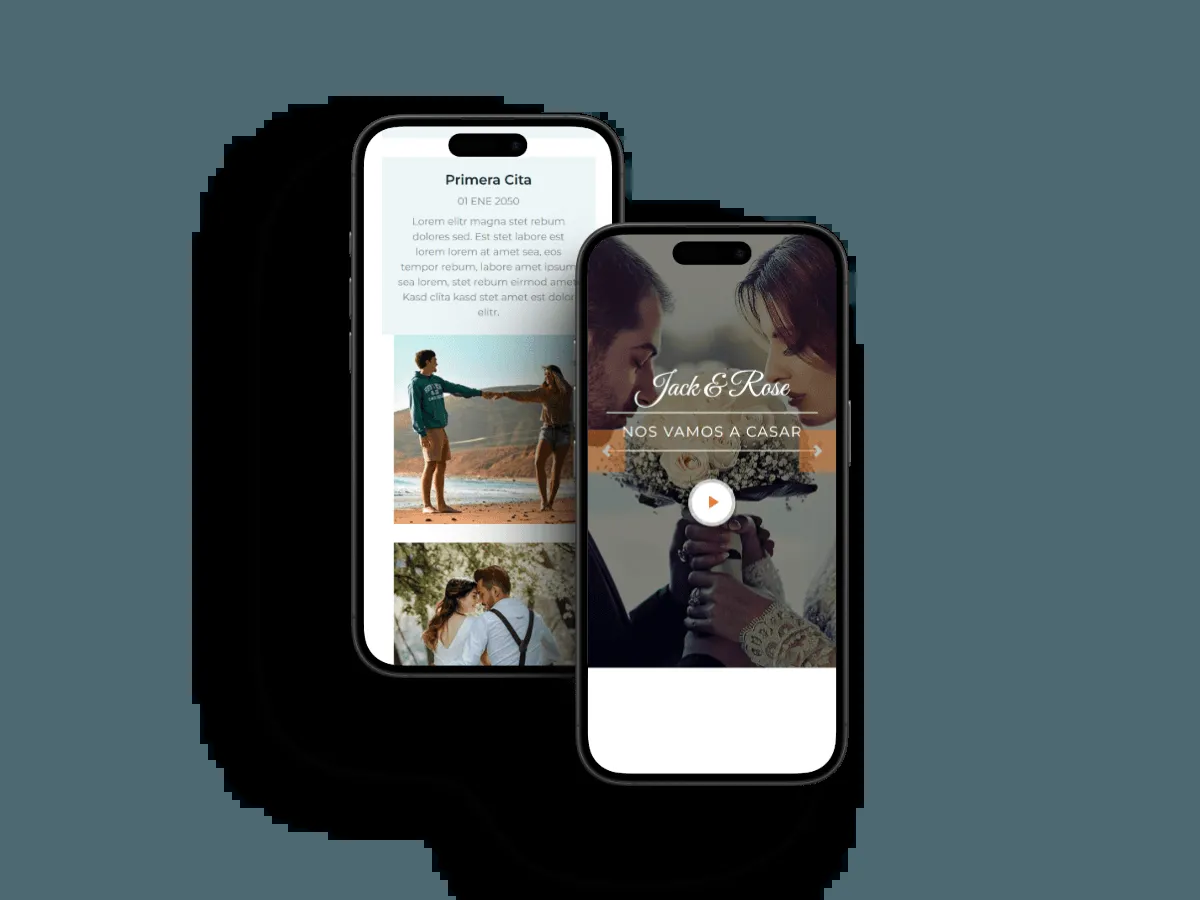 Primera Cita
01 ENE 2050
Lorem elitr magna stet rebum
dolores sed. Est stet labore est
lorem lorem at amet sea, eos
tempor rebum, labore amet ipsum
sea lorem, stet rebum eirmod amet
Kasd clita kasd stet amet est dolor
elitr.
Jack & Rose
NOS VAMOS A CASAR